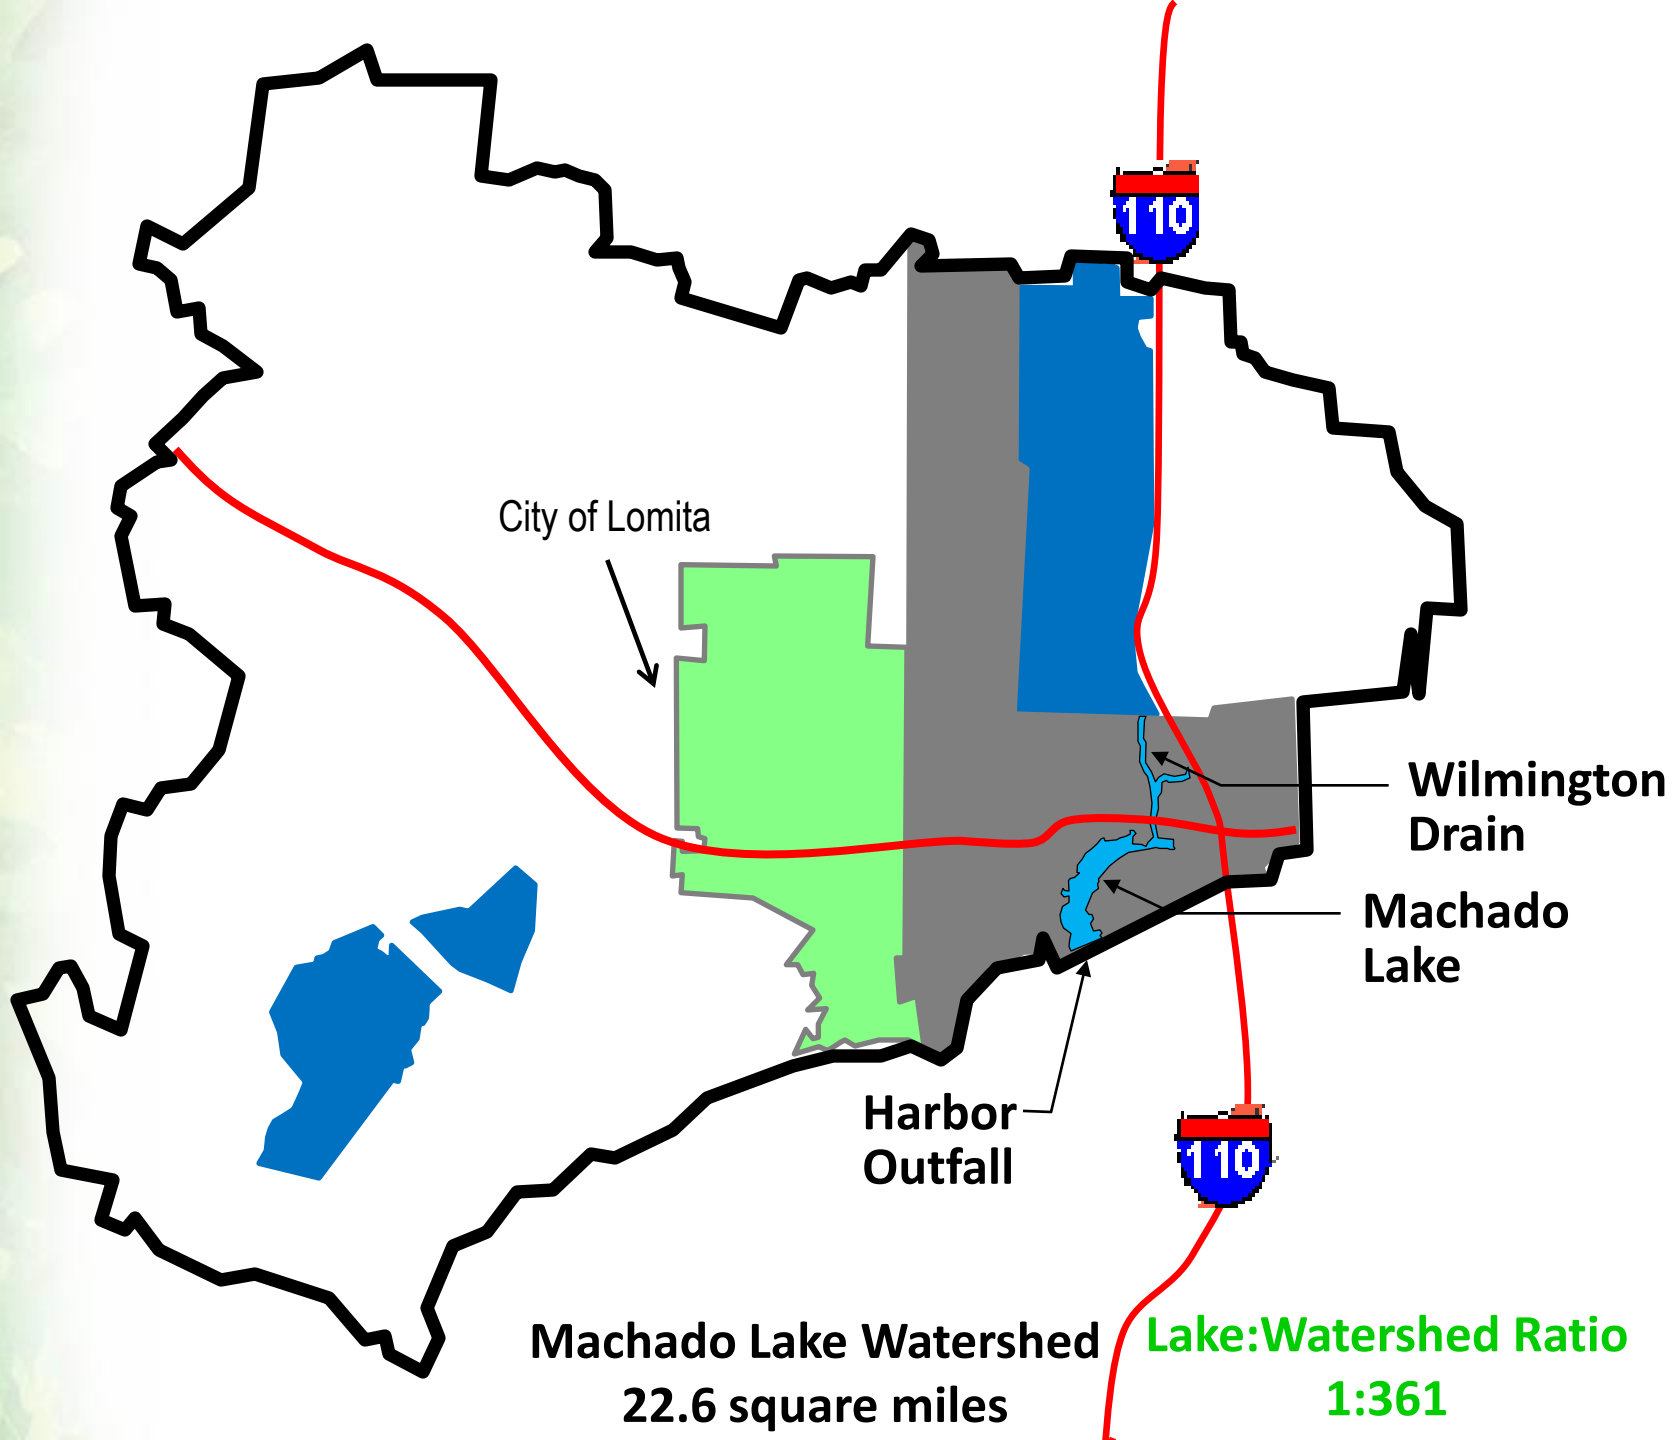 110
City of Lomita
Wilmington
Drain
Machado
Lake
Harbor
Outfall
110
Machado Lake Watershed
22.6 square miles
Lake:Watershed Ratio
1:361